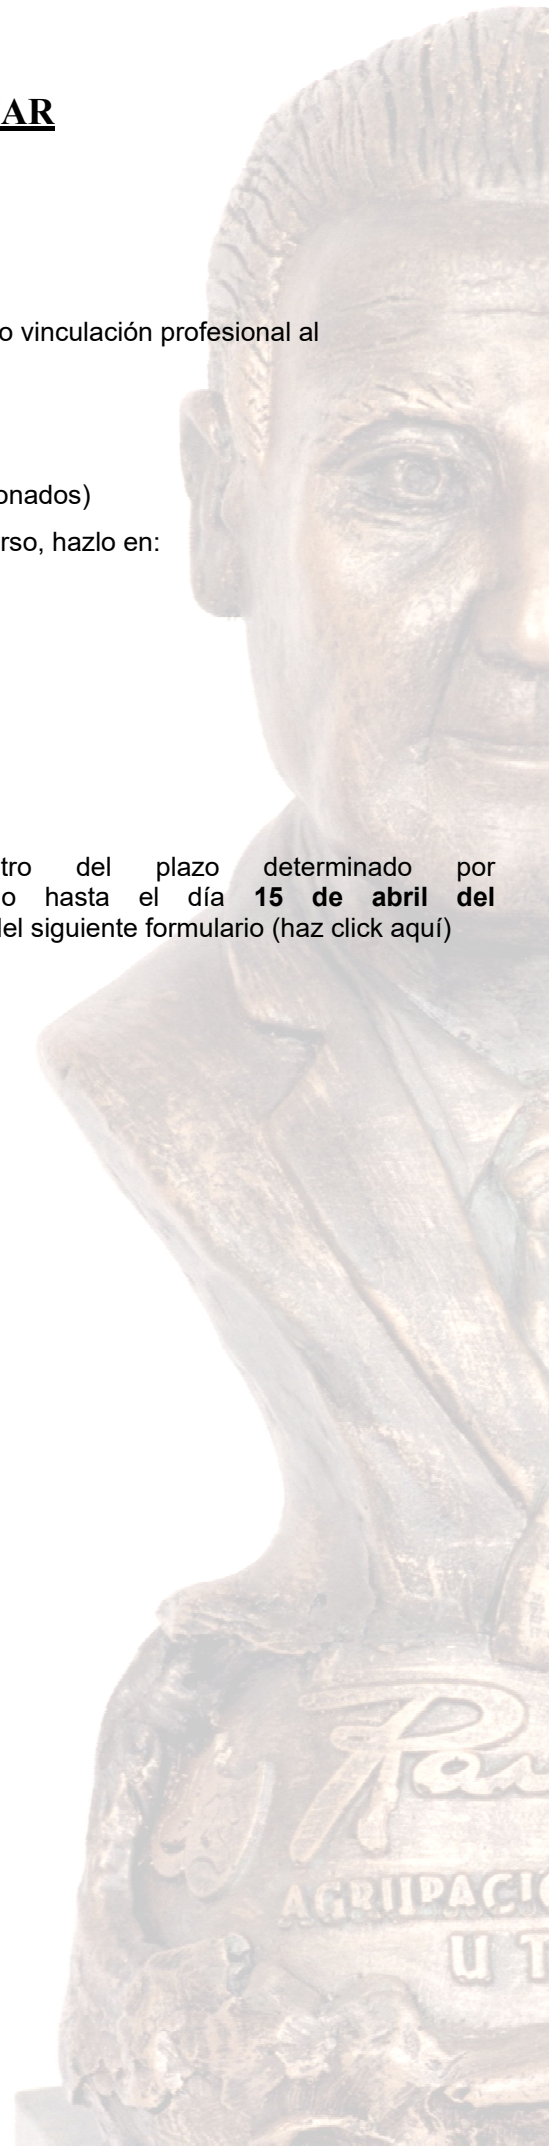 AR
o vinculación profesional al
onados)
rso, hazlo en:
tro del plazo determinado por
o hasta el día 15 de abril del
del siguiente formulario (haz click aquí)
AGRUPACIÓ
U T